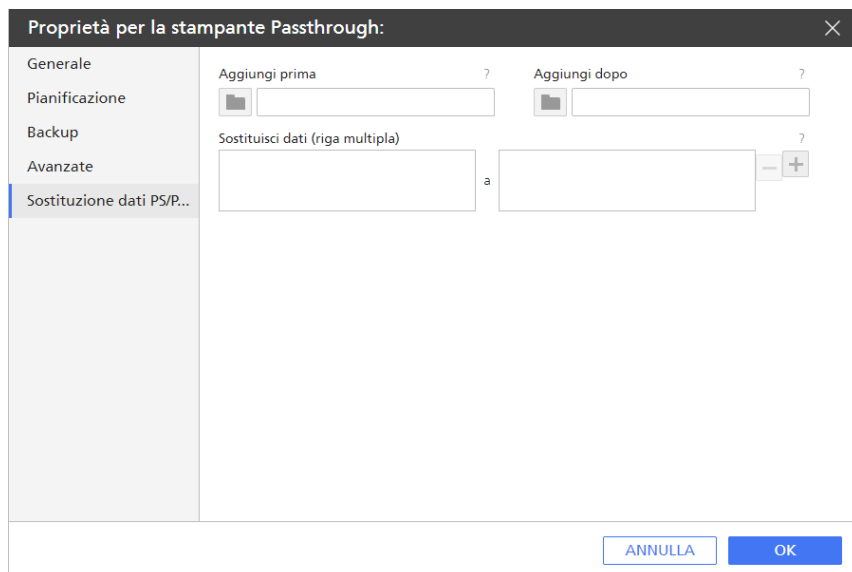 Proprietà per la stampante Passthrough:
Generale
Pianificazione
Backup
Avanzate
Sostituzione dati PS/P...
Aggiungi prima ?
Aggiungi dopo ?
Sostituisci dati (riga multipla) ?
a
ANNULLA
OK